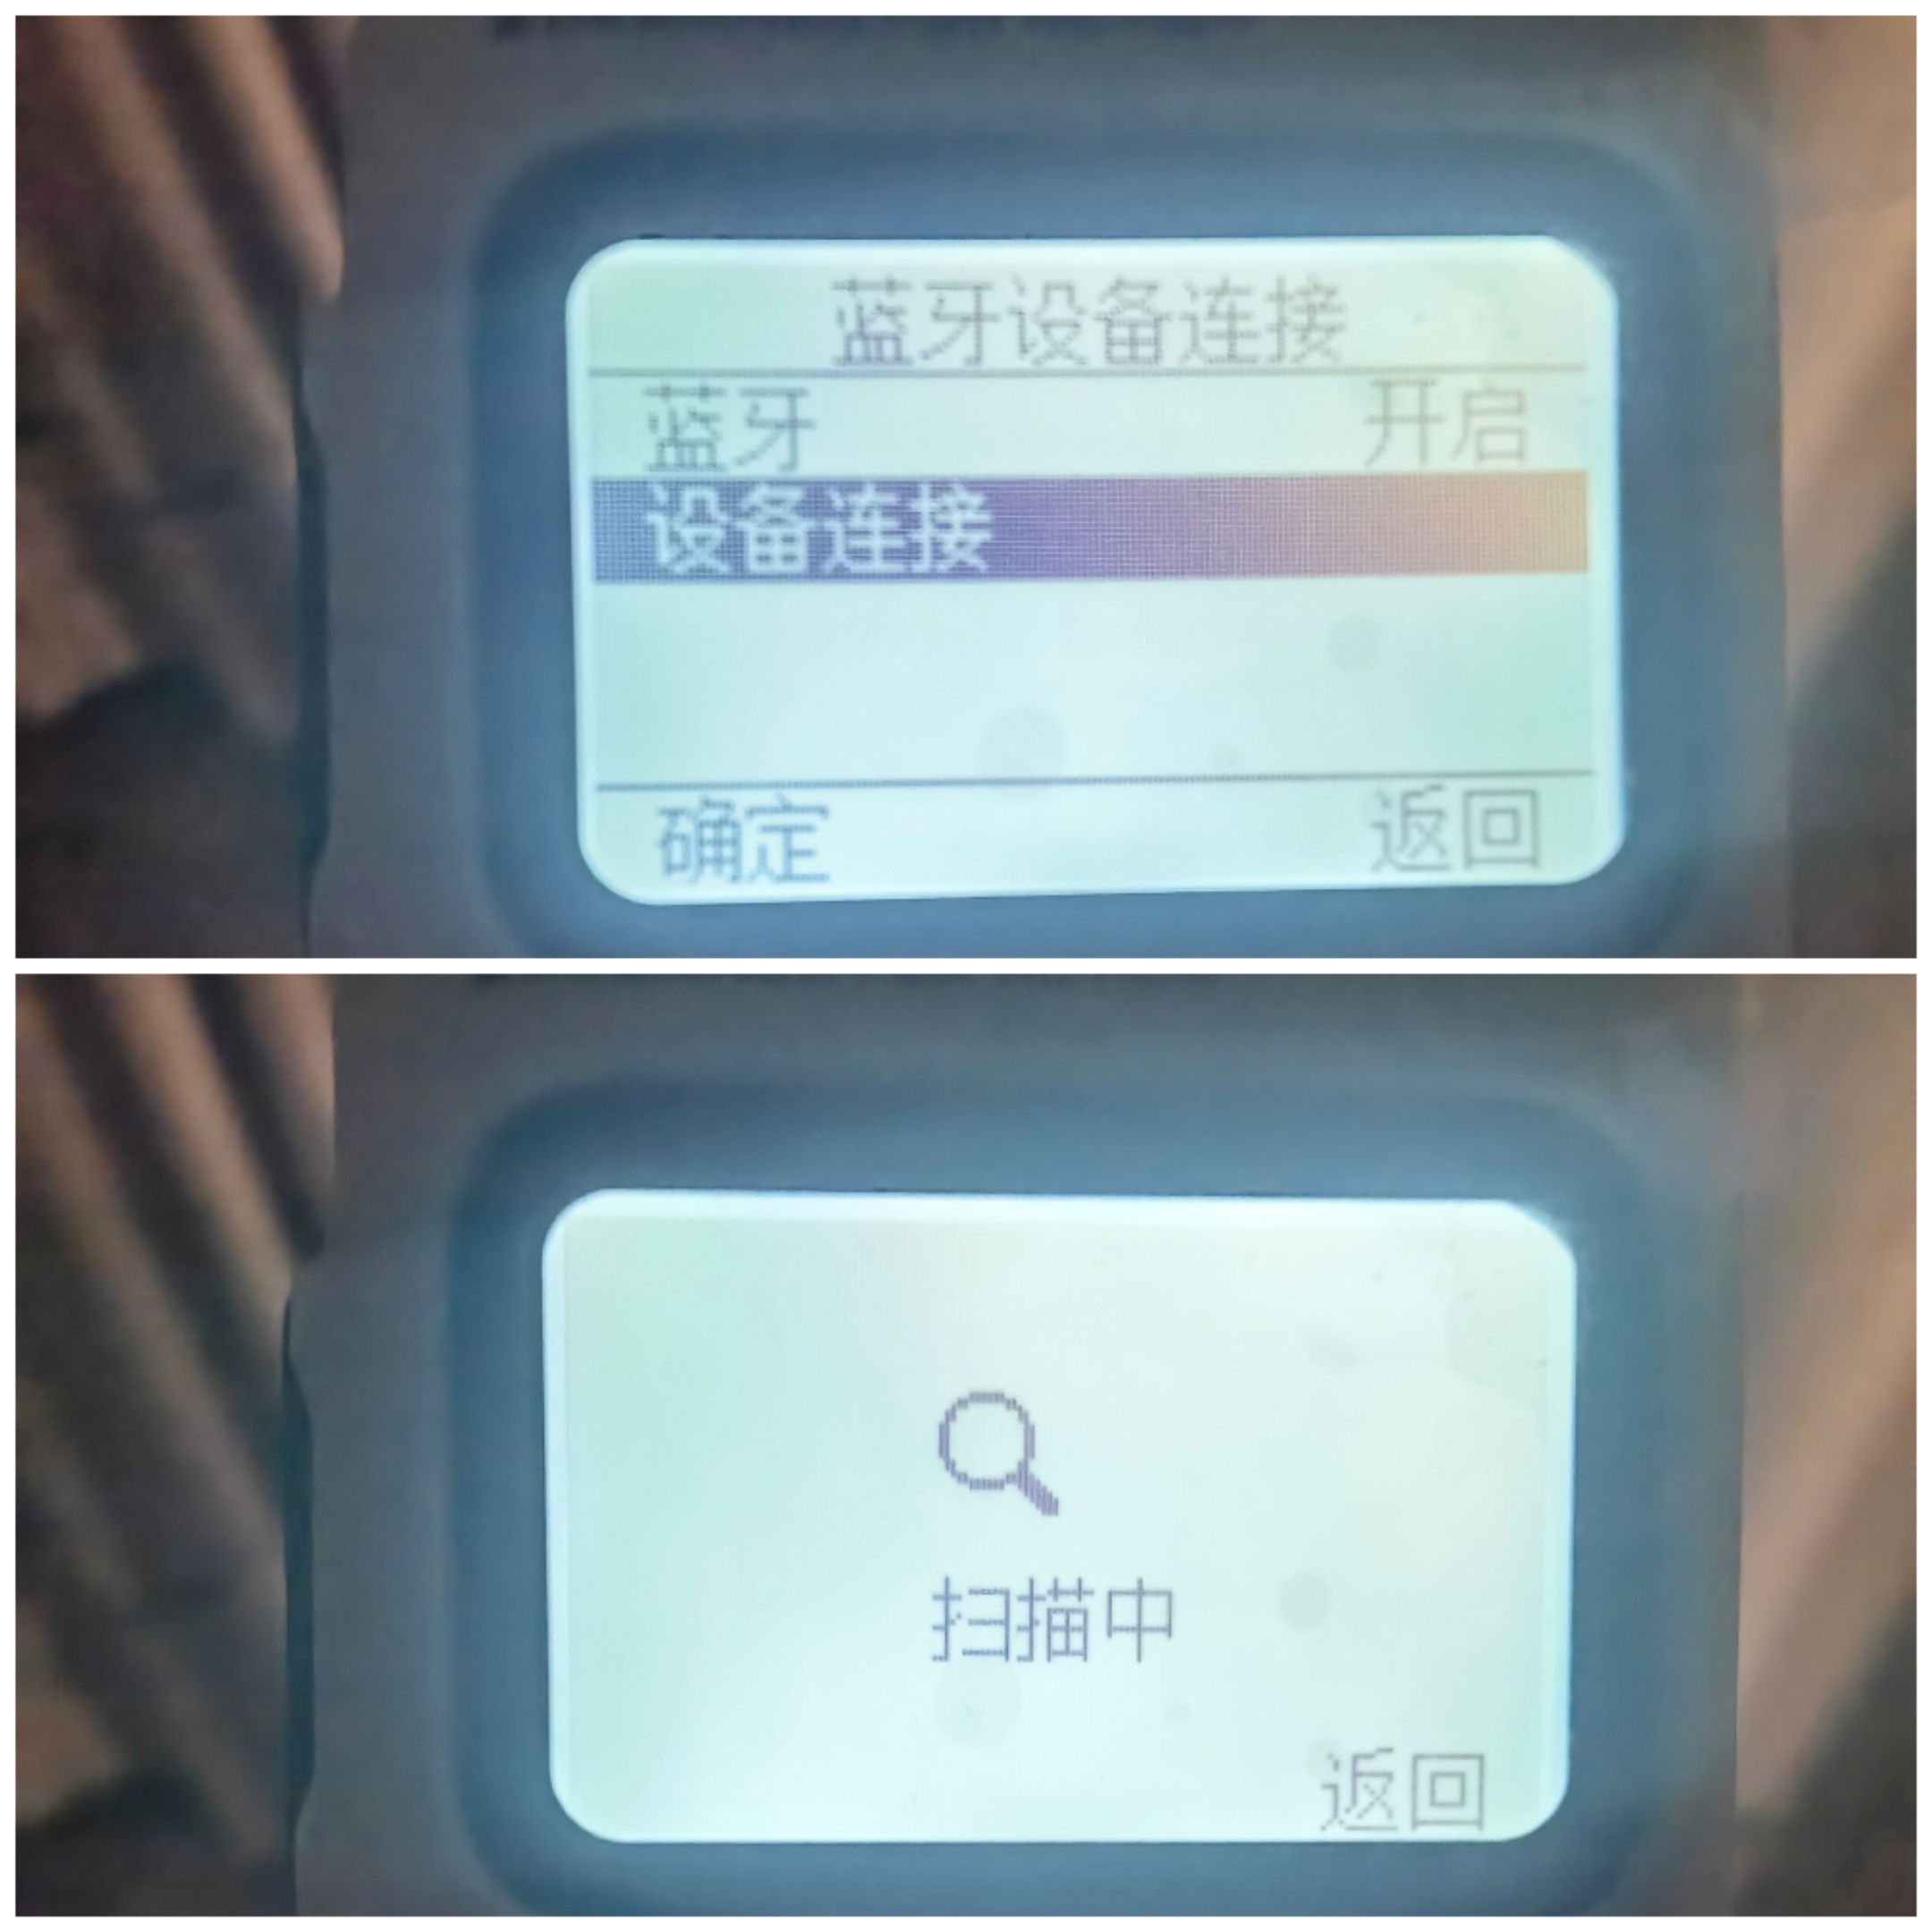 蓝牙设备连接
蓝牙 开启
设备连接
确定 返回
扫描中
返回